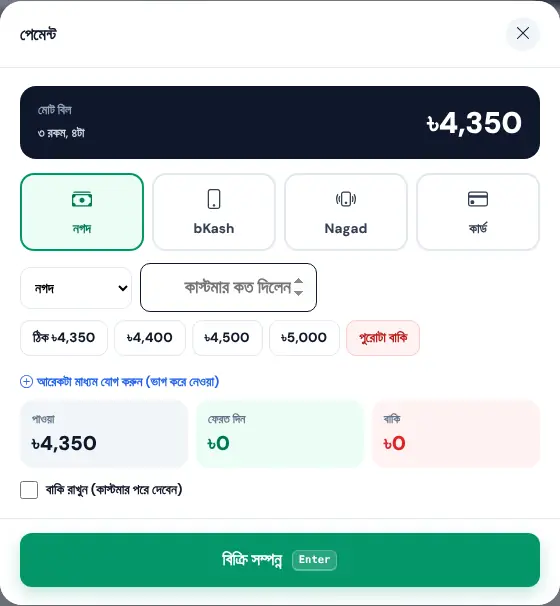 পেমেন্ট
মোট বিল
৩ রকম, ৪টা
৳4,350
নগদ
bKash
Nagad
কার্ড
নগদ
কাস্টমার কত দিলেন
ঠিক ৳4,350
৳4,400
৳4,500
৳5,000
পুরোটা বাকি
আরেকটা মাধ্যম যোগ করুন (ভাগ করে নেওয়া)
পাওয়া
৳4,350
ফেরত দিন
৳0
বাকি
৳0
বাকি রাখুন (কাস্টমার পরে দেবেন)
বিক্রি সম্পন্ন Enter